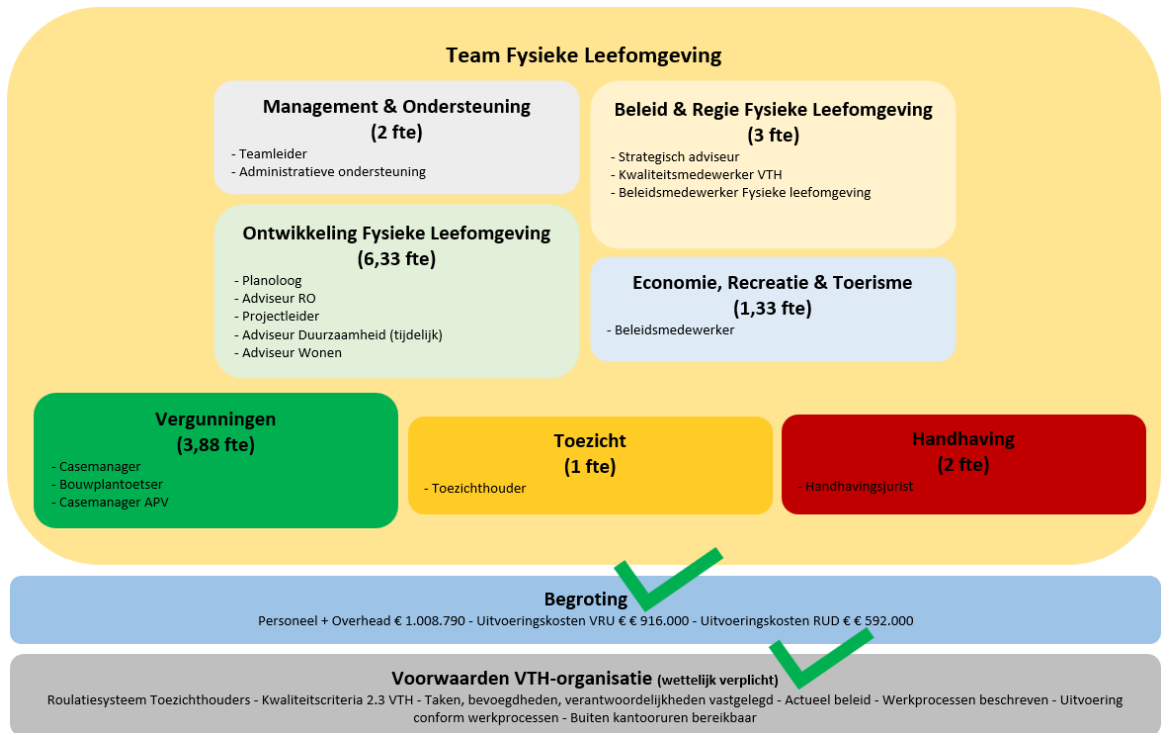 Team Fysieke Leefomgeving
Management & Ondersteuning
(2 fte)
- Teamleider
- Administratieve ondersteuning
Beleid & Regie Fysieke Leefomgeving
(3 fte)
- Strategisch adviseur
- Kwaliteitsmedewerker VTH
- Beleidsmedewerker Fysieke leefomgeving
Ontwikkeling Fysieke Leefomgeving
(6,33 fte)
- Planoloog
- Adviseur RO
- Projectleider
- Adviseur Duurzaamheid (tijdelijk)
- Adviseur Wonen
Economie, Recreatie & Toerisme
(1,33 fte)
- Beleidsmedewerker
Vergunningen
(3,88 fte)
- Casemanager
- Bouwplantoetser
- Casemanager APV
Toezicht
(1 fte)
- Toezichthouder
Handhaving
(2 fte)
- Handhavingsjurist
Begroting
Personeel + Overhead € 1.008.790 - Uitvoeringskosten VRU € € 916.000 - Uitvoeringskosten RUD € € 592.000
Voorwaarden VTH-organisatie (wettelijk verplicht)
Roulatiesysteem Toezichthouders - Kwaliteitscriteria 2.3 VTH - Taken, bevoegdheden, verantwoordelijkheden vastgelegd - Actueel beleid - Werkprocessen beschreven - Uitvoering
conform werkprocessen - Buiten kantooruren bereikbaar